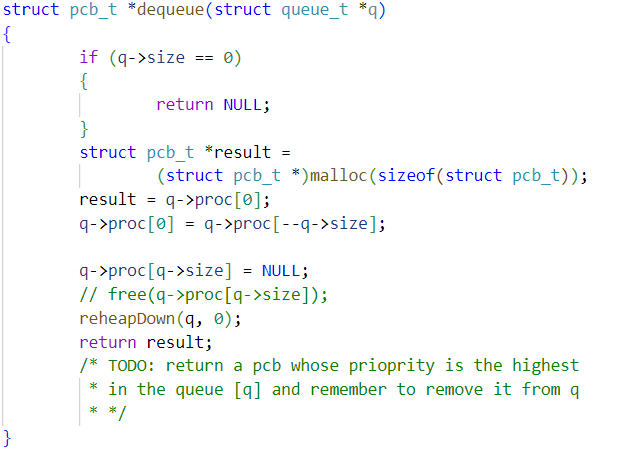 struct pcb_t *dequeue(struct queue_t *q)
{
        if (q->size == 0)
        {
                return NULL;
        }
        struct pcb_t *result =
                (struct pcb_t *)malloc(sizeof(struct pcb_t));
        result = q->proc[0];
        q->proc[0] = q->proc[--q->size];

        q->proc[q->size] = NULL;
        // free(q->proc[q->size]);
        reheapDown(q, 0);
        return result;
        /* TODO: return a pcb whose prioprity is the highest
         * in the queue [q] and remember to remove it from q
         * */
}